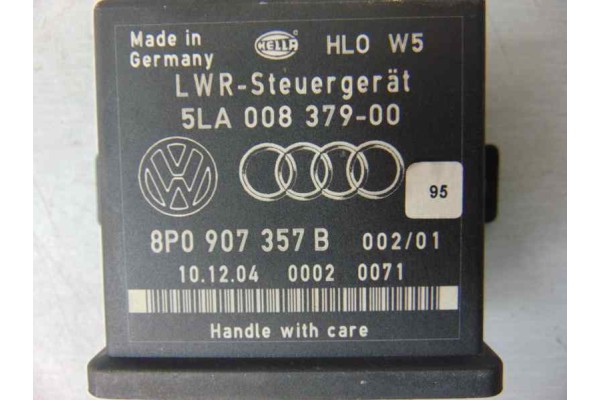 Made in
Germany
HELLA
HLO W5
LWR-Steuergerät
5LA 008 379-00
VW
95
8P0 907 357 B 002/01
10.12.04 0002 0071
Handle with care